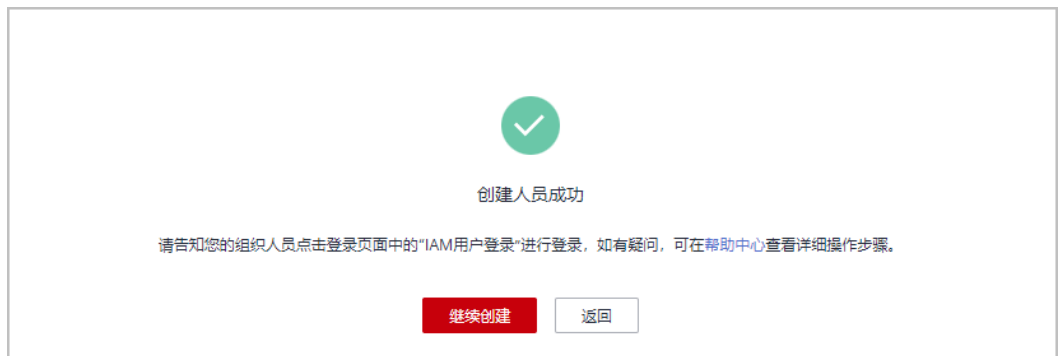 创建人员成功
请告知您的组织人员点击登录页面中的“IAM用户登录”进行登录，如有疑问，可在帮助中心查看详细操作步骤。
继续创建 返回